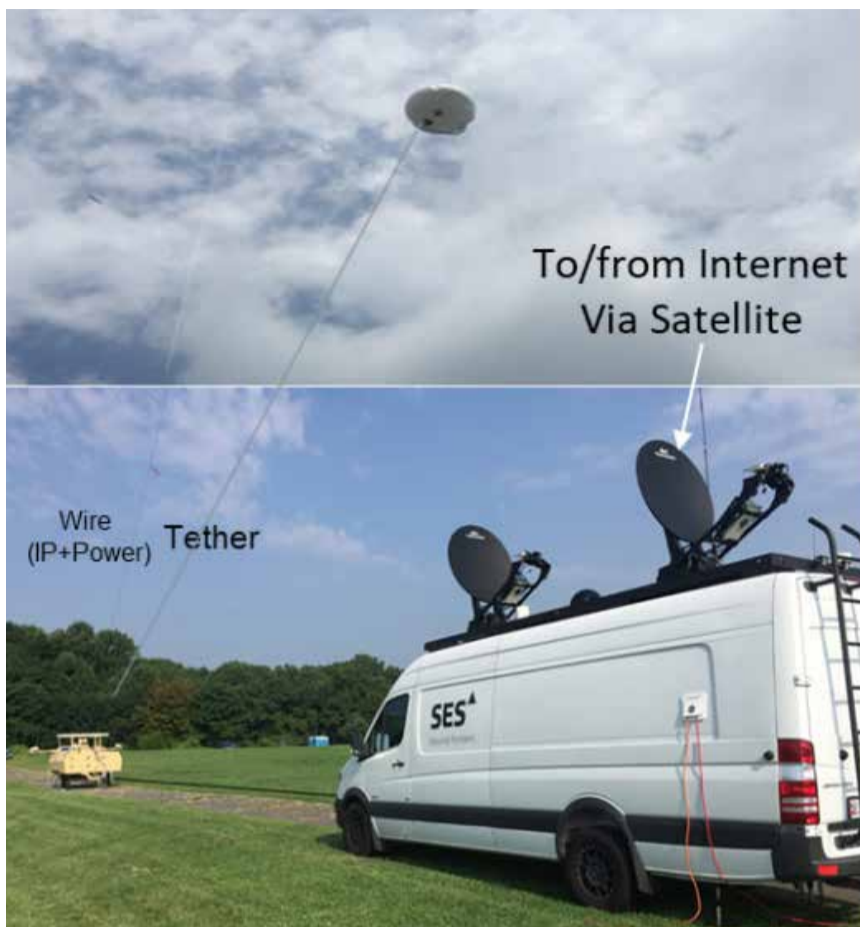 To/from Internet
Via Satellite
Wire
(IP+Power)
Tether
SES